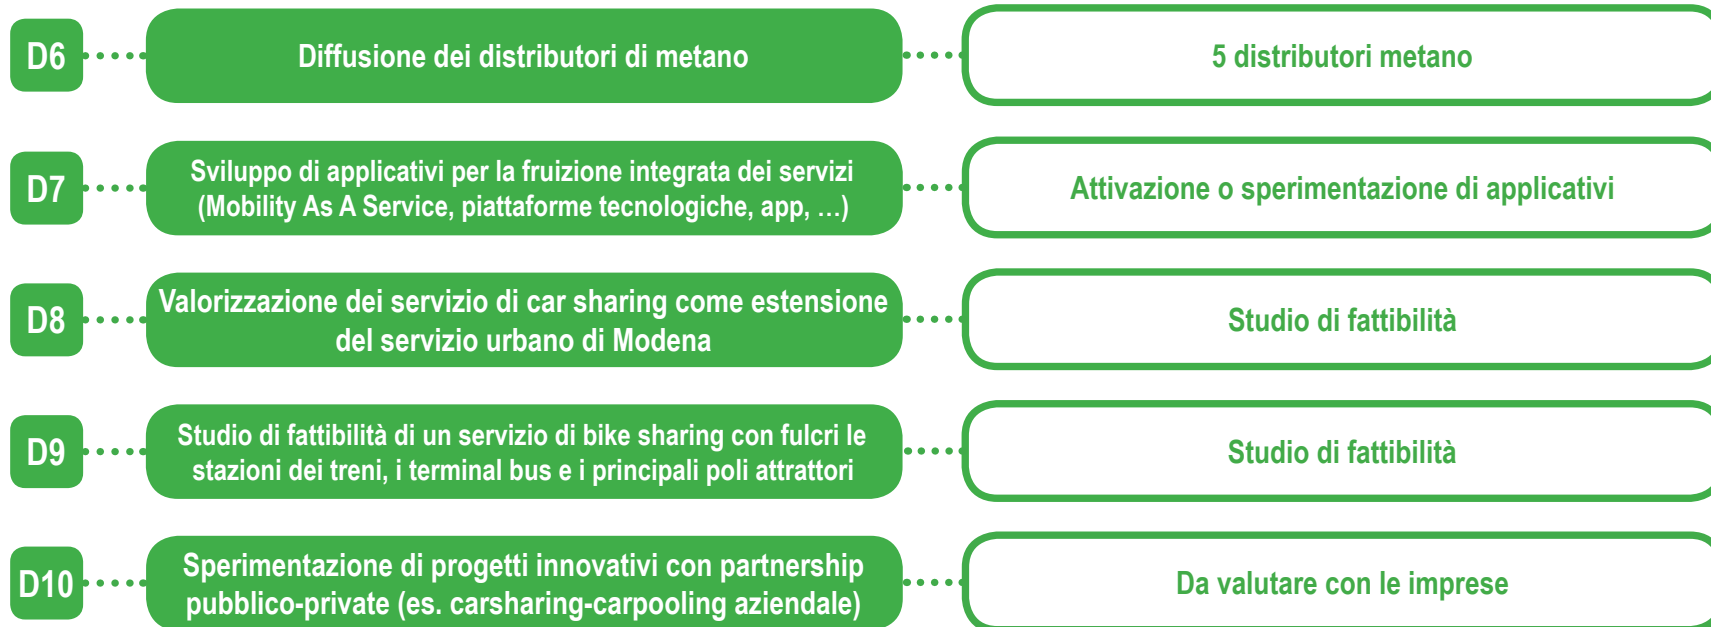 D6
Diffusione dei distributori di metano
5 distributori metano
D7
Sviluppo di applicativi per la fruizione integrata dei servizi
(Mobility As A Service, piattaforme tecnologiche, app, …)
Attivazione o sperimentazione di applicativi
D8
Valorizzazione dei servizio di car sharing come estensione
del servizio urbano di Modena
Studio di fattibilità
D9
Studio di fattibilità di un servizio di bike sharing con fulcri le
stazioni dei treni, i terminal bus e i principali poli attrattori
Studio di fattibilità
D10
Sperimentazione di progetti innovativi con partnership
pubblico-private (es. carsharing-carpooling aziendale)
Da valutare con le imprese